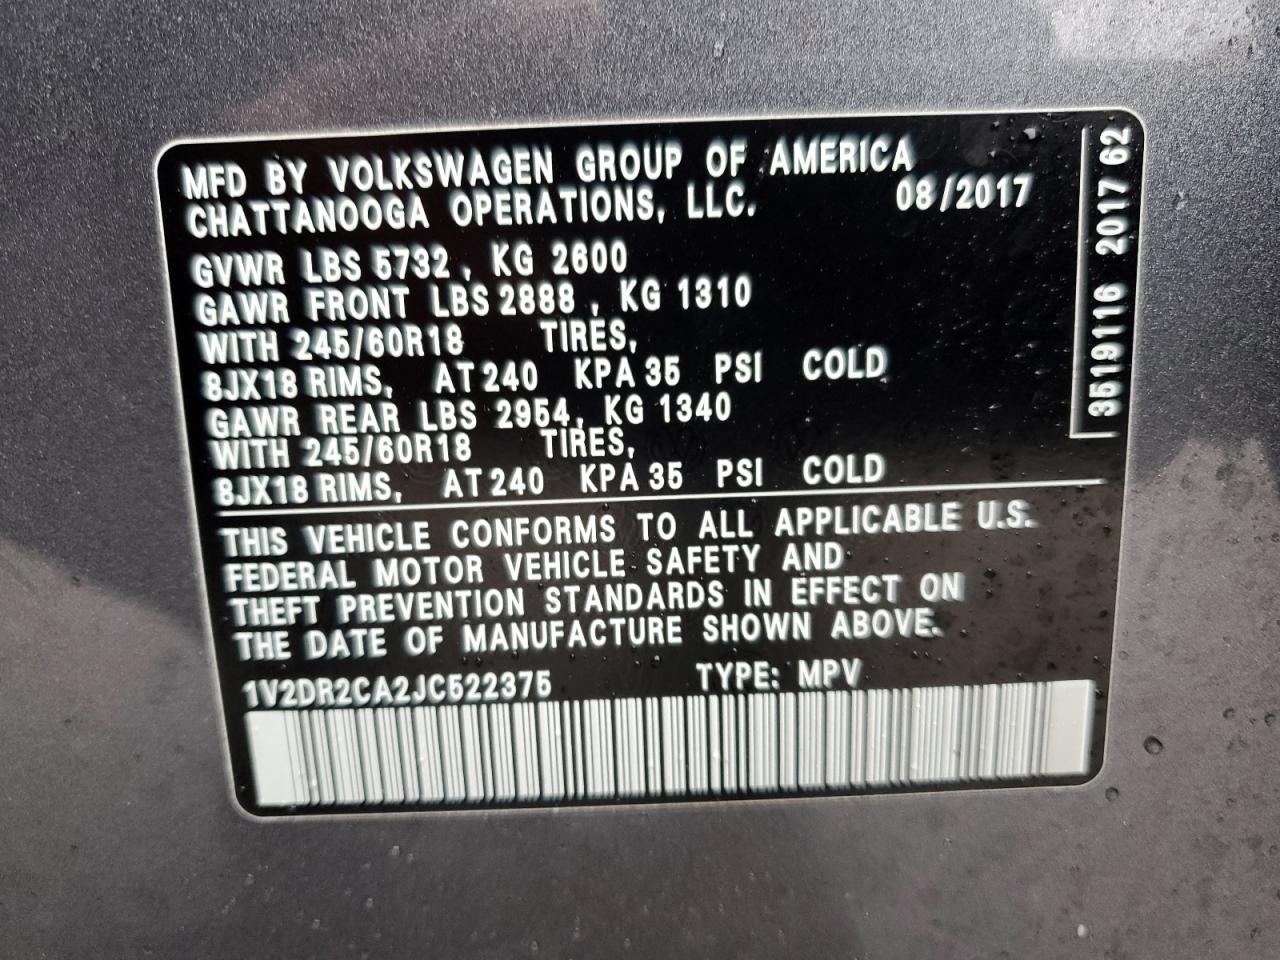 MFD BY VOLKSWAGEN GROUP OF AMERICA
CHATTANOOGA OPERATIONS, LLC. 08/2017
GVWR LBS 5732, KG 2600
GAWR FRONT LBS 2888, KG 1310
WITH 245/60R18 TIRES,
8JX18 RIMS, AT 240 KPA 35 PSI COLD
GAWR REAR LBS 2954, KG 1340
WITH 245/60R18 TIRES,
8JX18 RIMS, AT 240 KPA 35 PSI COLD
THIS VEHICLE CONFORMS TO ALL APPLICABLE U.S.
FEDERAL MOTOR VEHICLE SAFETY AND
THEFT PREVENTION STANDARDS IN EFFECT ON
THE DATE OF MANUFACTURE SHOWN ABOVE.
1V2DR2CA2JC522375 TYPE: MPV
3519116 2017 62